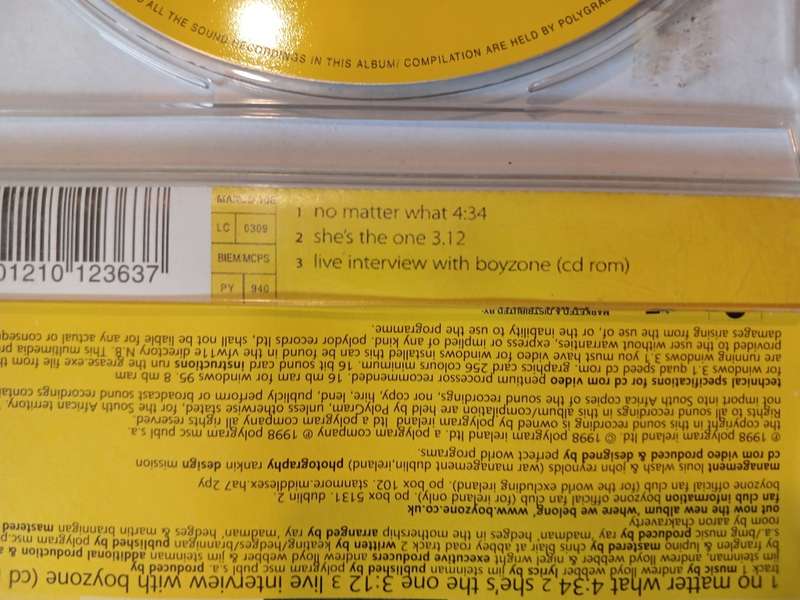 ALL THE SOUND RECORDINGS IN THIS ALBUM/ COMPILATION ARE HELD BY POLYGRAM
01210 123637
LC 0309
BIEM/MCPS
PY 940
1 no matter what 4:34
2 she's the one 3.12
3 live interview with boyzone (cd rom)
1 no matter what 4:34 2 she's the one 3:12 3 live interview with boyzone (cd
track 1 music by andrew lloyd webber lyrics by jim steinman published by polygram msc publ s.a. produced by
jim steinman, andrew lloyd webber & nigel wright executive producers andrew lloyd webber & jim steinman additional production &
by franglen & lupino mastered by chris blair at abbey road track 2 written by keating/hedges/brannigan published by polygram msc.p
s.a./bmg music produced by ray 'madman' hedges in the mothership arranged by ray 'madman' hedges & martin brannigan mastered
room by aaron chakraverty
out now the new album 'where we belong' www.boyzone.co.uk
fan club information boyzone official fan club (for ireland only). po box 5131. dublin 2
boyzone official fan club (for the world excluding ireland). po box 102. stanmore. middlesex. ha7 2py
management louis walsh & john reynolds (war management dublin,ireland) photography rankin design mission
cd rom video produced & designed by perfect world programs.
℗ 1998 polygram ireland ltd. © 1998 polygram ireland ltd. a polygram company ℗ 1998 polygram msc publ s.a.
the copyright in this sound recording is owned by polygram ireland ltd a polygram company all rights reserved.
Rights to all sound recordings in this album/compilation are held by PolyGram, unless otherwise stated, for the South African territory.
not import into South Africa copies of the sound recordings, nor copy, hire, lend, publicly perform or broadcast sound recordings contai
technical specifications for cd rom video pentium processor recommended, 16 mb ram for windows 95. 8 mb ram
for windows 3.1 quad speed cd rom. graphics card 256 colours minimum. 16 bit sound card instructions run the grease.exe file from th
are running windows 3.1 you must have video for windows installed this can be found in the vfw11e directory N.B. This multimedia pr
provided to the user without warranties, express or implied of any kind. polydor records ltd, shall not be liable for any actual or conseque
damages arising from the use of, or the inability to use the programme.
MARKETED & DISTRIBUTED BY